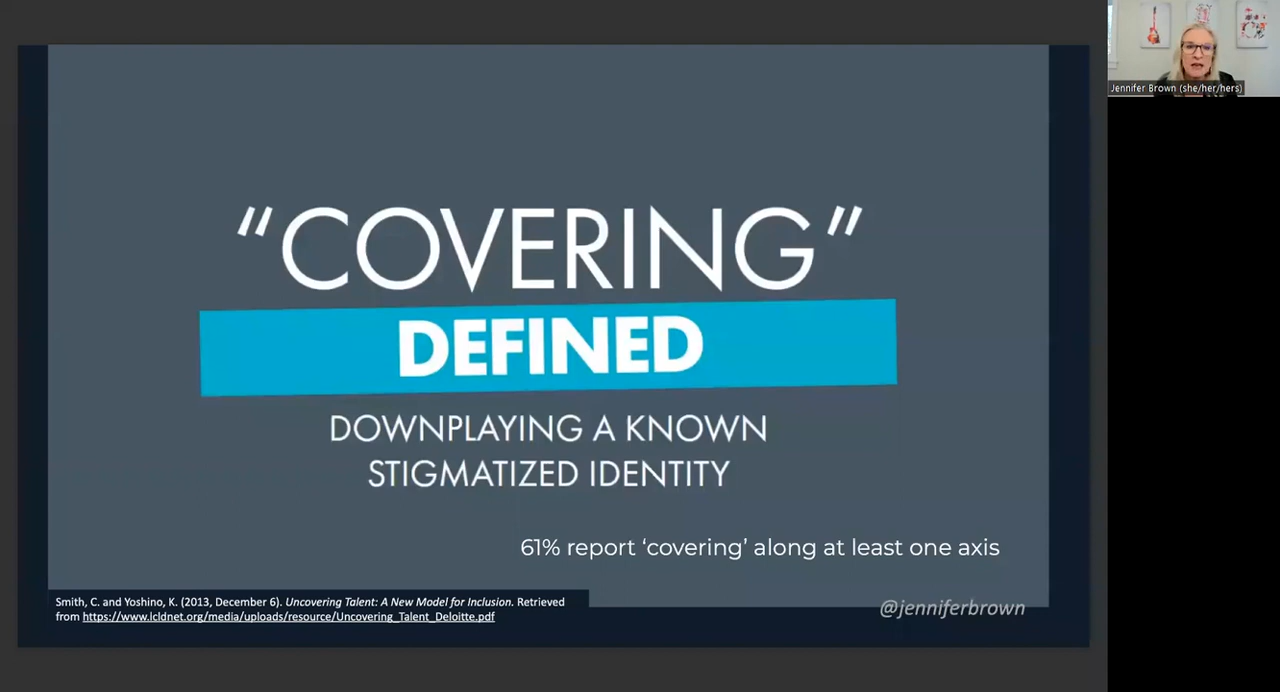 Jennifer Brown (she/her/hers)
“COVERING”
DEFINED
DOWNPLAYING A KNOWN
STIGMATIZED IDENTITY
61% report ‘covering’ along at least one axis
Smith, C. and Yoshino, K. (2013, December 6). Uncovering Talent: A New Model for Inclusion. Retrieved
from https://www.lcldnet.org/media/uploads/resource/Uncovering_Talent_Deloitte.pdf
@jenniferbrown